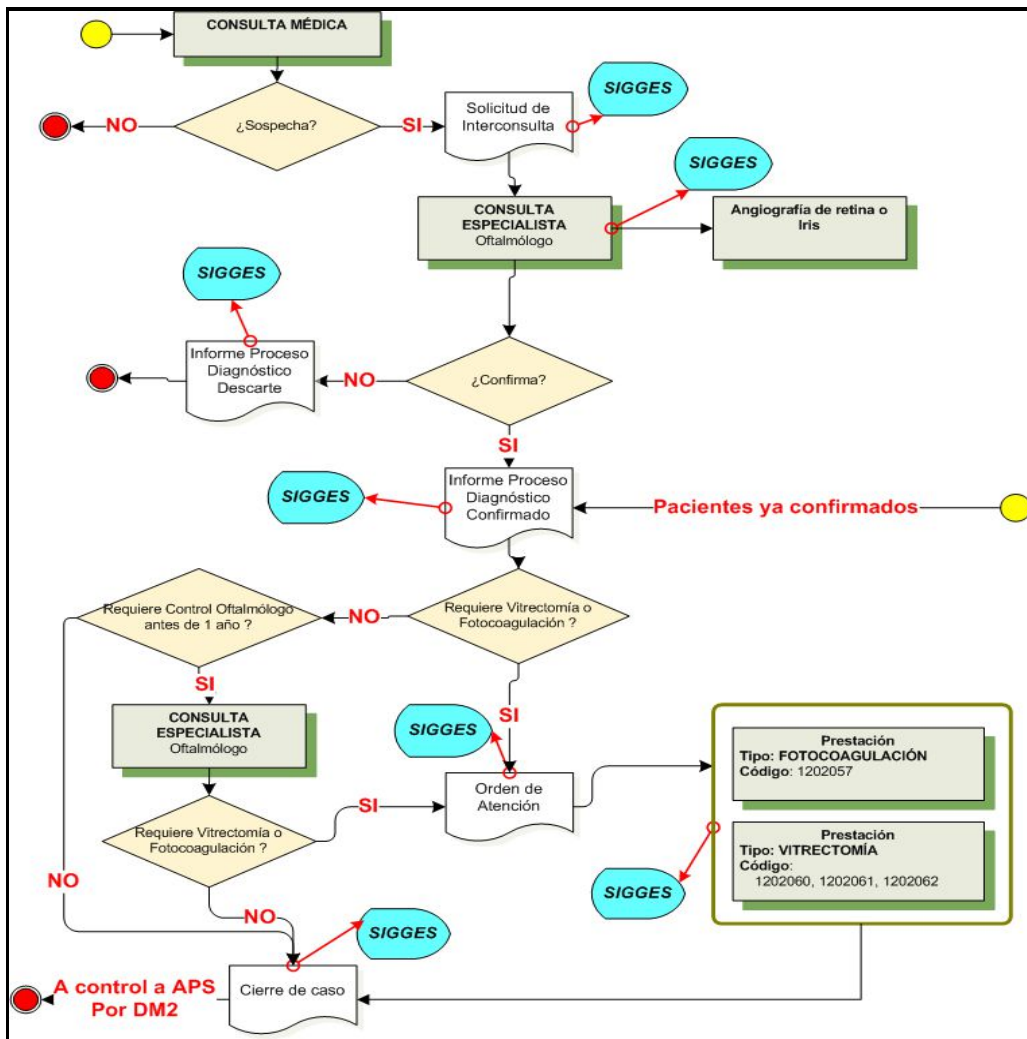 CONSULTA MÉDICA
¿Sospecha?
NO
SI
Solicitud de
Interconsulta
SIGGES
SIGGES
CONSULTA
ESPECIALISTA
Oftalmólogo
Angiografía de retina o
Iris
SIGGES
Informe Proceso
Diagnóstico
Descarte
NO
¿Confirma?
SI
SIGGES
Informe Proceso
Diagnóstico
Confirmado
Pacientes ya confirmados
Requiere Control Oftalmólogo
antes de 1 año ?
NO
Requiere Vitrectomía o
Fotocoagulación ?
SI
SI
CONSULTA
ESPECIALISTA
Oftalmólogo
SIGGES
Orden de
Atención
Prestación
Tipo: FOTOCOAGULACIÓN
Código: 1202057
Requiere Vitrectomía o
Fotocoagulación ?
SI
Prestación
Tipo: VITRECTOMÍA
Código:
1202060, 1202061, 1202062
SIGGES
NO
NO
SIGGES
Cierre de caso
A control a APS
Por DM2